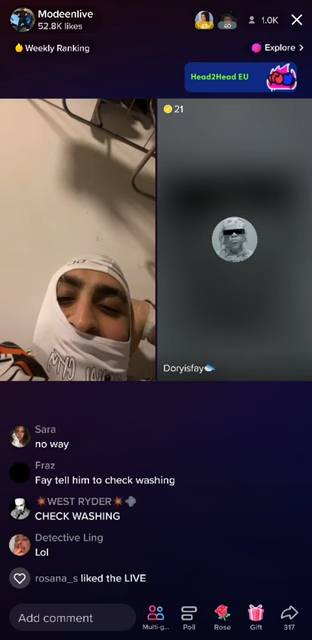 Modeenlive
52.8K likes
1.0K
Weekly Ranking
Explore >
Head2Head EU
21
Doryisfay
Sara
no way
Fraz
Fay tell him to check washing
WEST RYDER
CHECK WASHING
Detective Ling
Lol
rosana_s liked the LIVE
Add comment
Multi-g...
Poll
Rose
Gift
317